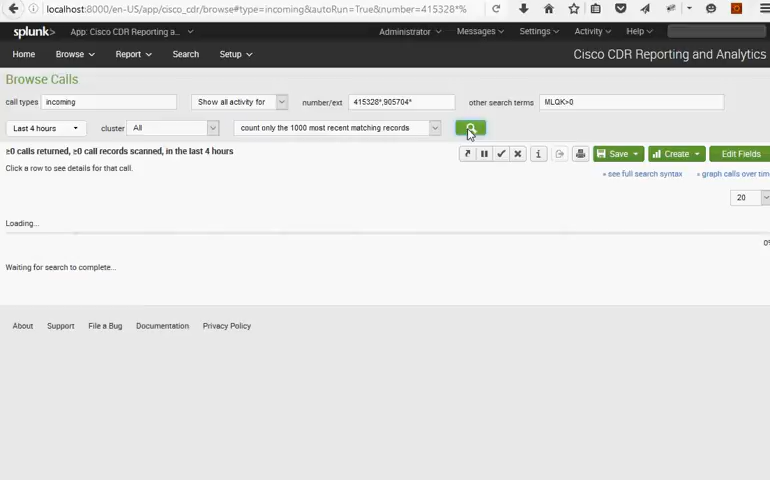 localhost:8000/en-US/app/cisco_cdr/browse#type=incoming&autoRun=True&number=415328*%
splunk> App: Cisco CDR Reporting a... Administrator Messages Settings Activity Help
Home Browse Report Search Setup Cisco CDR Reporting and Analytics
Browse Calls
call types incoming Show all activity for number/ext 415328*,905704* other search terms MLQK>0
Last 4 hours cluster All count only the 1000 most recent matching records
≥0 calls returned, ≥0 call records scanned, in the last 4 hours Save Create Edit Fields
Click a row to see details for that call. » see full search syntax » graph calls over tim
20
Loading...
0%
Waiting for search to complete...
About Support File a Bug Documentation Privacy Policy